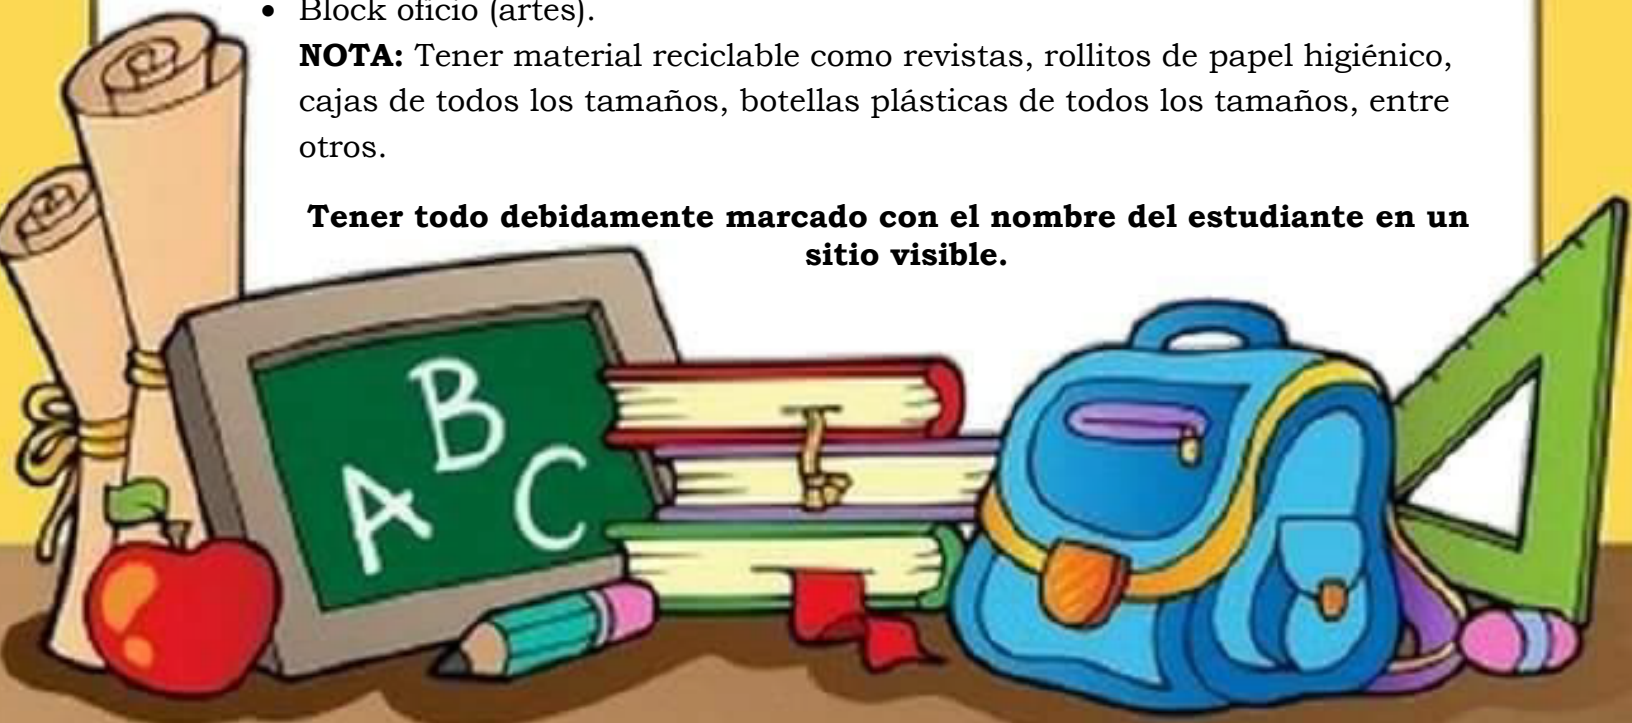 • Block oficio (artes).
NOTA: Tener material reciclable como revistas, rollitos de papel higiénico,
cajas de todos los tamaños, botellas plásticas de todos los tamaños, entre
otros.
Tener todo debidamente marcado con el nombre del estudiante en un
sitio visible.
B
A C